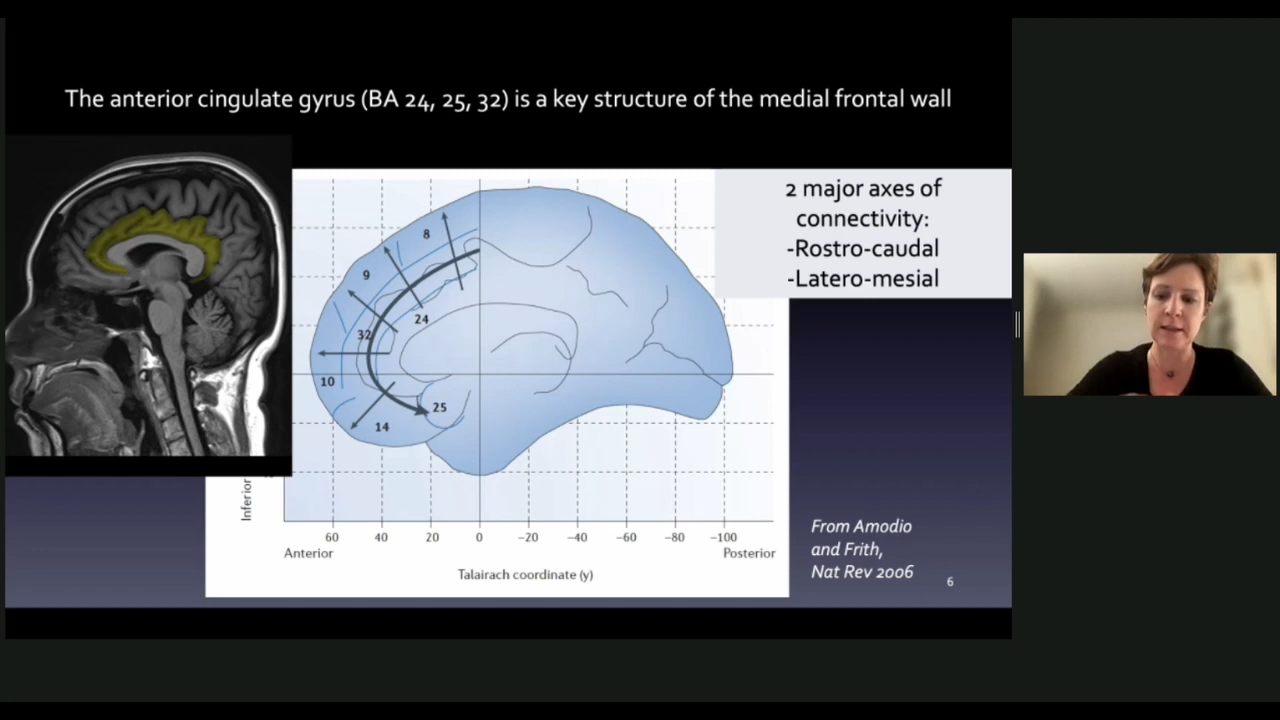 The anterior cingulate gyrus (BA 24, 25, 32) is a key structure of the medial frontal wall
2 major axes of
connectivity:
-Rostro-caudal
-Latero-mesial
8
9
24
32
10
25
14
Inferior
60 40 20 0 −20 −40 −60 −80 −100
Anterior Posterior
Talairach coordinate (y)
From Amodio
and Frith,
Nat Rev 2006
6